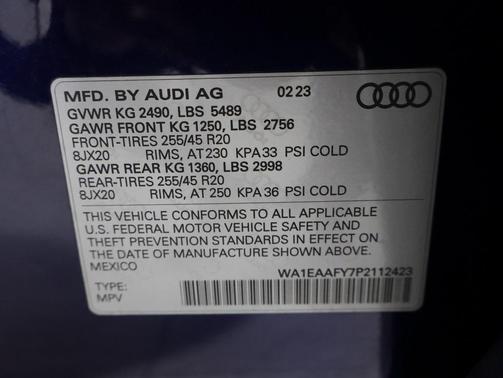 MFD. BY AUDI AG 02 23
GVWR KG 2490, LBS 5489
GAWR FRONT KG 1250, LBS 2756
FRONT-TIRES 255/45 R20
8JX20 RIMS, AT 230 KPA 33 PSI COLD
GAWR REAR KG 1360, LBS 2998
REAR-TIRES 255/45 R20
8JX20 RIMS, AT 250 KPA 36 PSI COLD
THIS VEHICLE CONFORMS TO ALL APPLICABLE
U.S. FEDERAL MOTOR VEHICLE SAFETY AND
THEFT PREVENTION STANDARDS IN EFFECT ON
THE DATE OF MANUFACTURE SHOWN ABOVE.
MEXICO
WA1EAAFY7P2112423
TYPE:
MPV